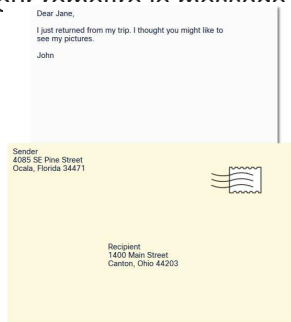 Dear Jane,
I just returned from my trip. I thought you might like to
see my pictures.
John
Sender
4085 SE Pine Street
Ocala, Florida 34471
Recipient
1400 Main Street
Canton, Ohio 44203